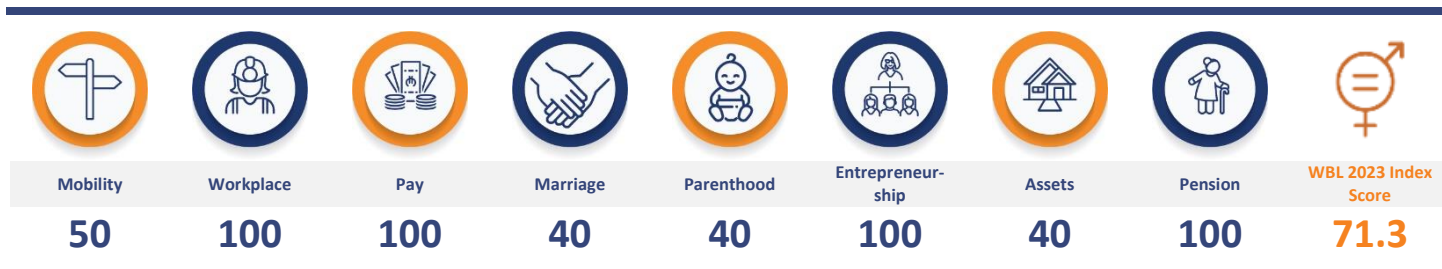 Mobility
Workplace
Pay
Marriage
Parenthood
Entrepreneur-
ship
Assets
Pension
WBL 2023 Index
Score
50
100
100
40
40
100
40
100
71.3